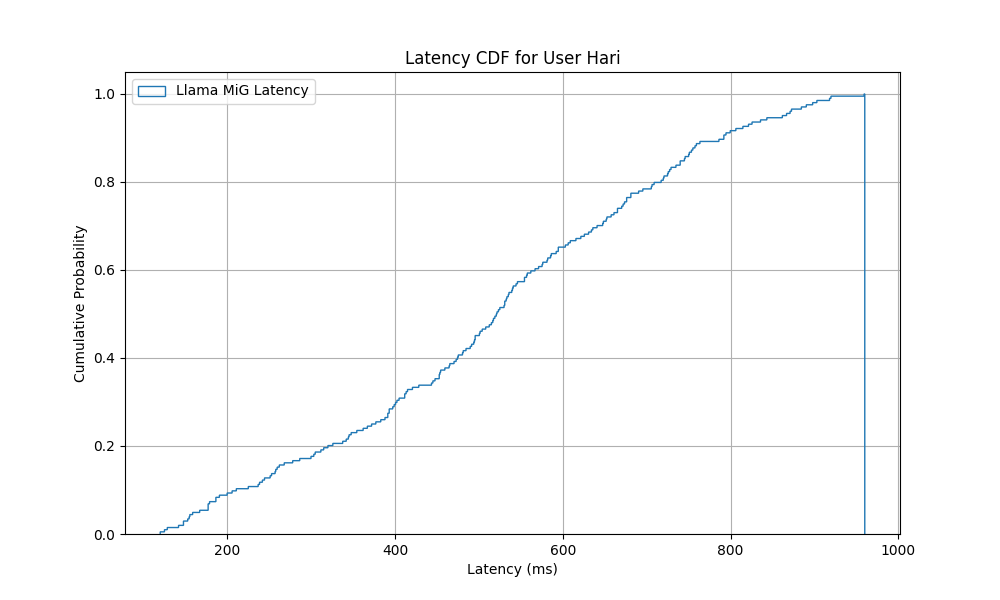 Latency CDF for User Hari
Llama MiG Latency
Cumulative Probability
1.0
0.8
0.6
0.4
0.2
0.0
200
400
600
800
1000
Latency (ms)